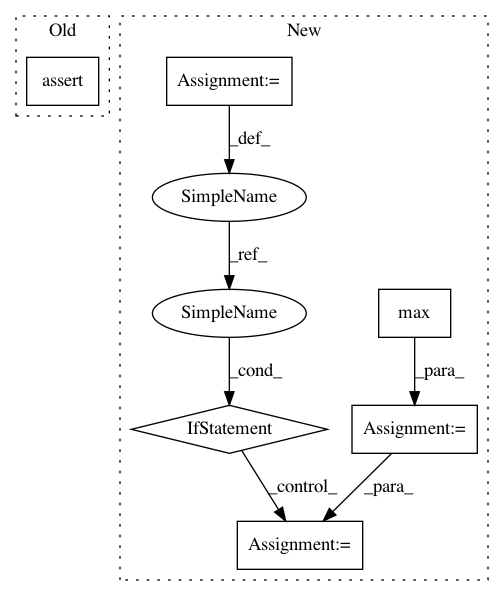 Old
New
assert
Assignment:=
_def_
SimpleName
_ref_
SimpleName
max
_cond_
_para_
IfStatement
Assignment:=
_control_
_para_
Assignment:=